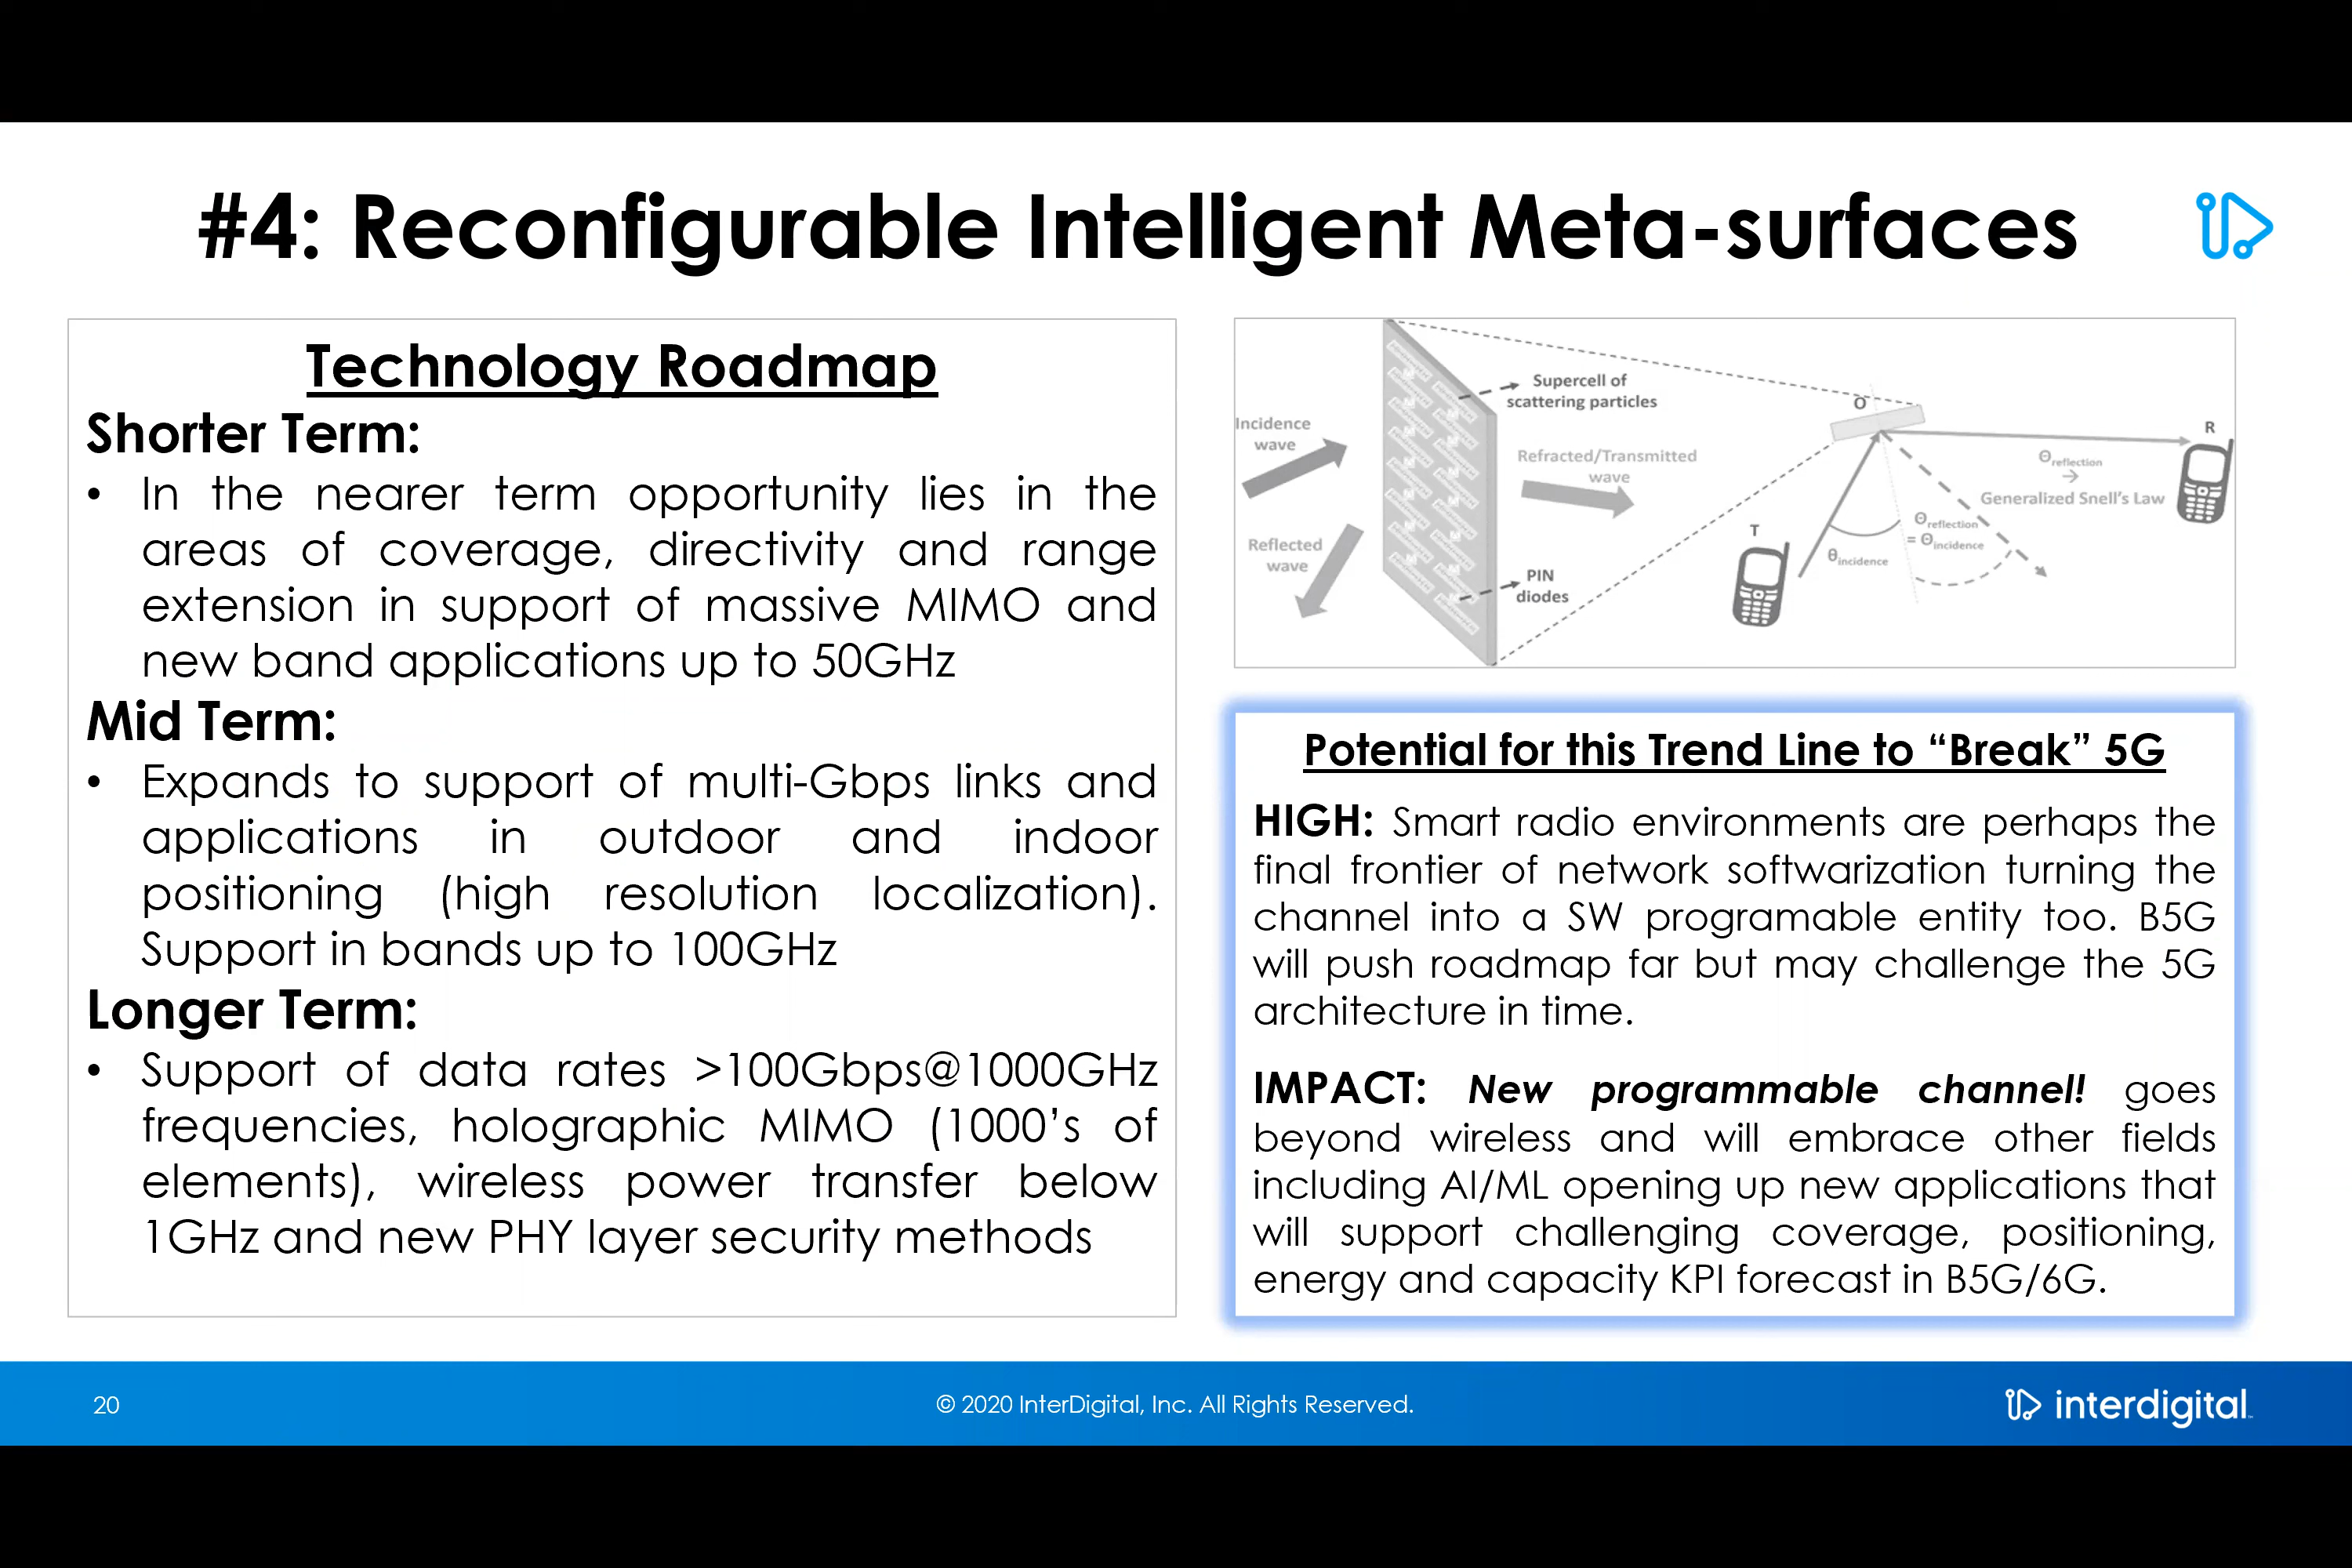 #4: Reconfigurable Intelligent Meta-surfaces
Technology Roadmap
Shorter Term:
• In the nearer term opportunity lies in the
areas of coverage, directivity and range
extension in support of massive MIMO and
new band applications up to 50GHz
Mid Term:
• Expands to support of multi-Gbps links and
applications in outdoor and indoor
positioning (high resolution localization).
Support in bands up to 100GHz
Longer Term:
• Support of data rates >100Gbps@1000GHz
frequencies, holographic MIMO (1000's of
elements), wireless power transfer below
1GHz and new PHY layer security methods
Incidence
wave
Reflected
wave
Supercell of
scattering particles
Refracted/Transmitted
wave
PIN
diodes
O
R
T
Θreflection
→
Generalized Snell's Law
Θreflection
= Θincidence
θincidence
Potential for this Trend Line to “Break” 5G
HIGH: Smart radio environments are perhaps the
final frontier of network softwarization turning the
channel into a SW programable entity too. B5G
will push roadmap far but may challenge the 5G
architecture in time.
IMPACT: New programmable channel! goes
beyond wireless and will embrace other fields
including AI/ML opening up new applications that
will support challenging coverage, positioning,
energy and capacity KPI forecast in B5G/6G.
20
© 2020 InterDigital, Inc. All Rights Reserved.
interdigital